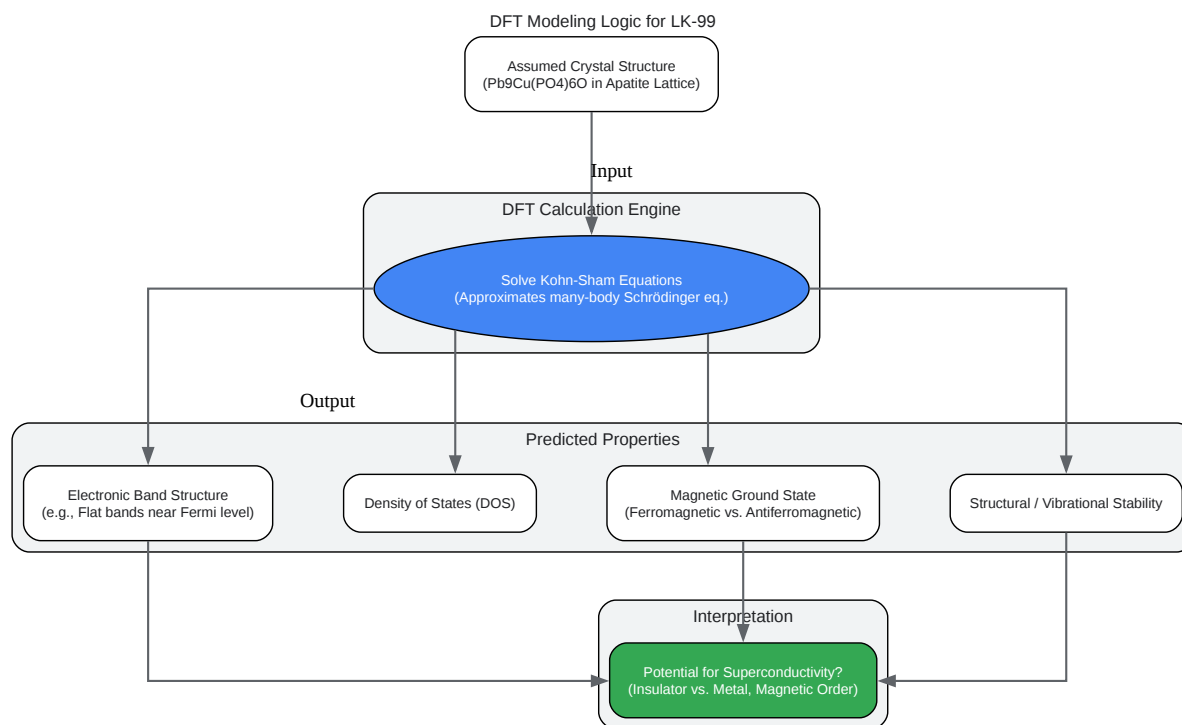 DFT Modeling Logic for LK-99
Assumed Crystal Structure
(Pb9Cu(PO4)6O in Apatite Lattice)
Input
DFT Calculation Engine
Solve Kohn-Sham Equations
(Approximates many-body Schrödinger eq.)
Output
Predicted Properties
Electronic Band Structure
(e.g., Flat bands near Fermi level)
Density of States (DOS)
Magnetic Ground State
(Ferromagnetic vs. Antiferromagnetic)
Structural / Vibrational Stability
Interpretation
Potential for Superconductivity?
(Insulator vs. Metal, Magnetic Order)